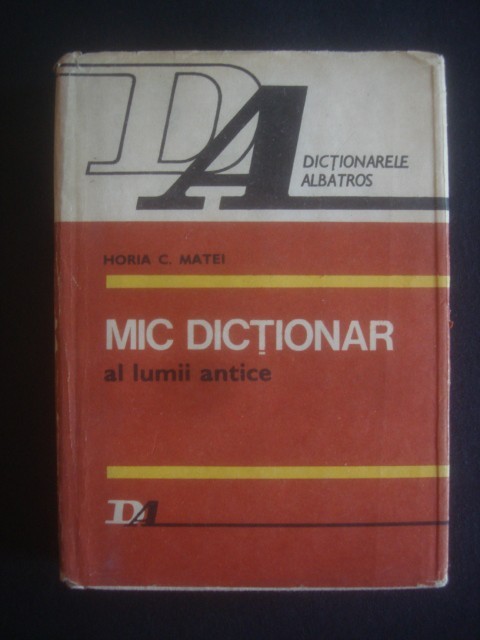 DA
DICȚIONARELE
ALBATROS
HORIA C. MATEI
MIC DICȚIONAR
al lumii antice
DA